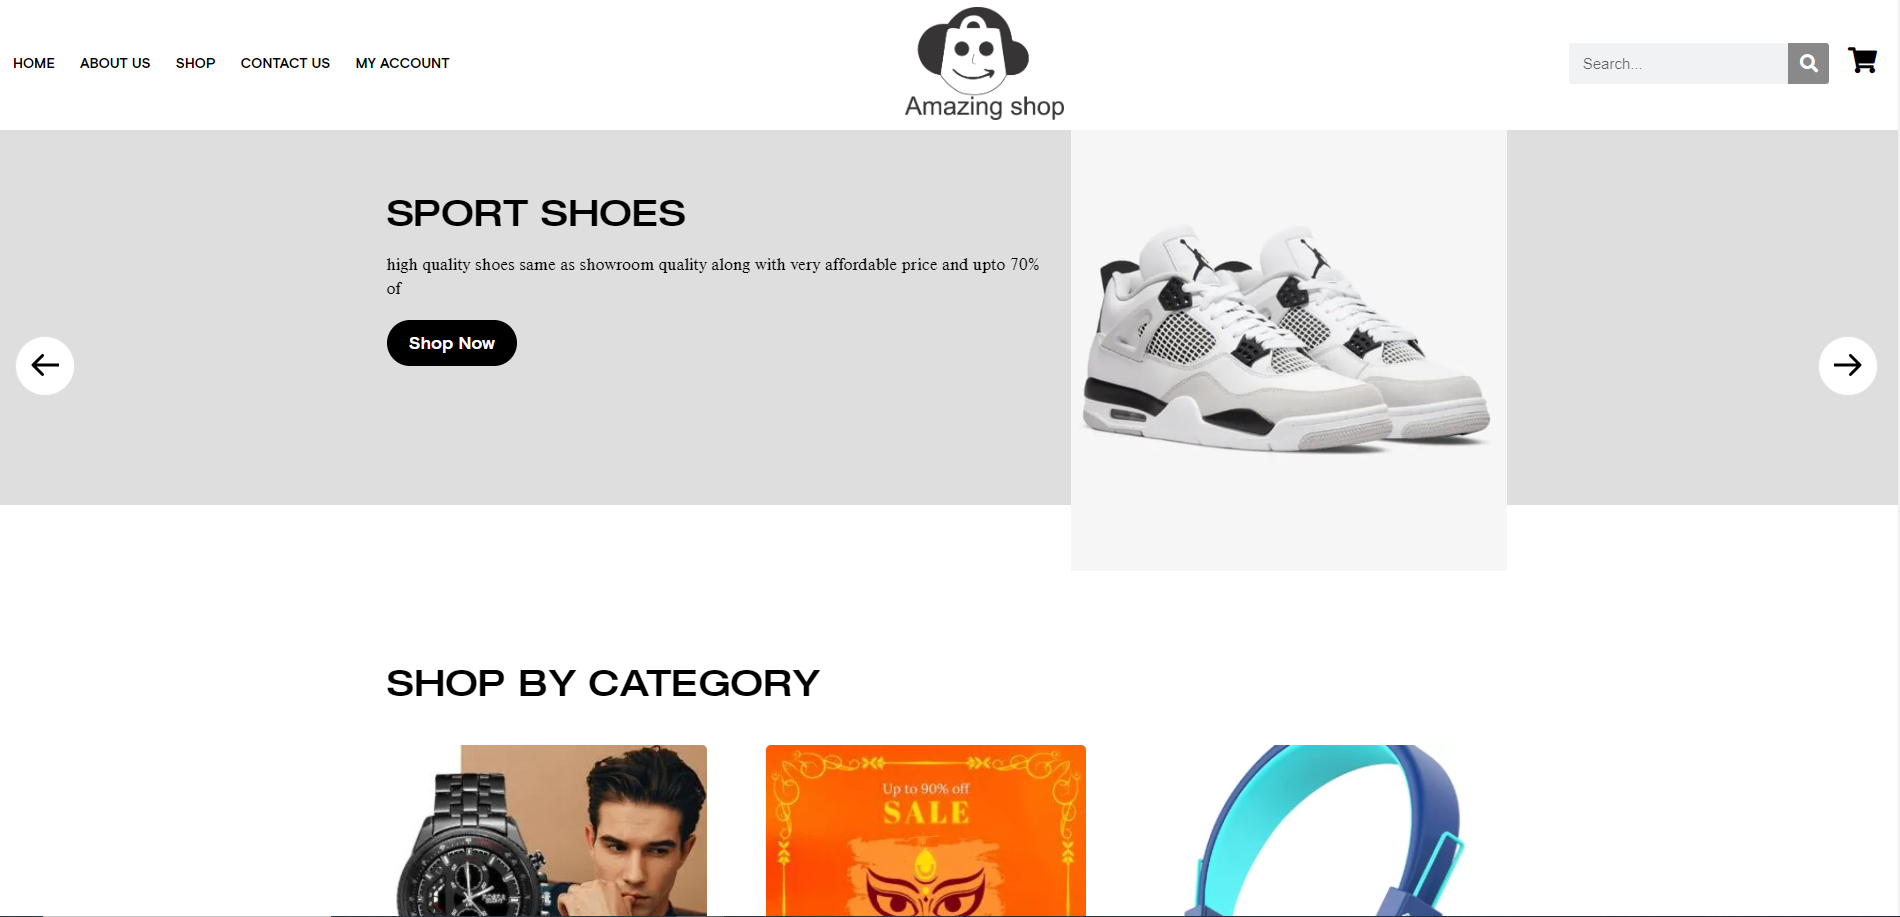 HOME ABOUT US SHOP CONTACT US MY ACCOUNT
Amazing shop
Search...
SPORT SHOES
high quality shoes same as showroom quality along with very affordable price and upto 70%
of
Shop Now
SHOP BY CATEGORY
Up to 90% off
SALE